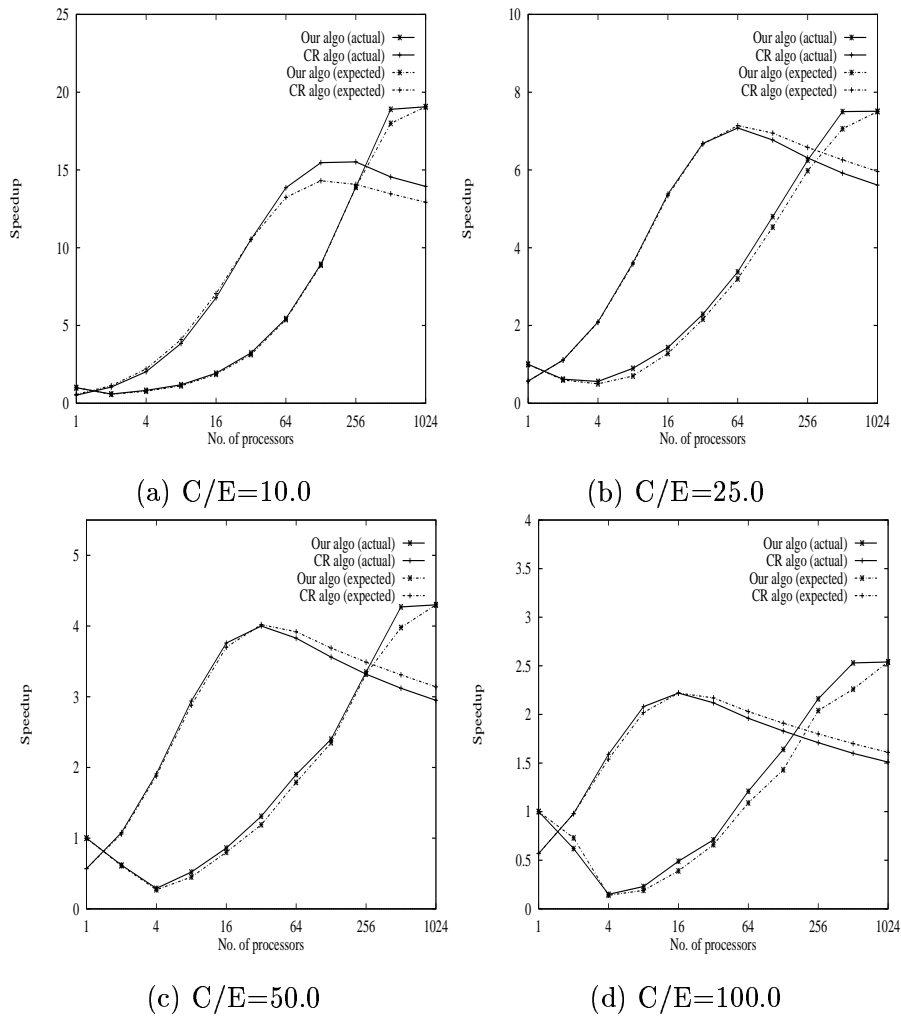 25
20
15
10
5
0
Speedup
Our algo (actual)
CR algo (actual)
Our algo (expected)
CR algo (expected)
1 4 16 64 256 1024
No. of processors
(a) C/E=10.0
10
8
6
4
2
0
Speedup
Our algo (actual)
CR algo (actual)
Our algo (expected)
CR algo (expected)
1 4 16 64 256 1024
No. of processors
(b) C/E=25.0
5
4
3
2
1
0
Speedup
Our algo (actual)
CR algo (actual)
Our algo (expected)
CR algo (expected)
1 4 16 64 256 1024
No. of processors
(c) C/E=50.0
4
3.5
3
2.5
2
1.5
1
0.5
0
Speedup
Our algo (actual)
CR algo (actual)
Our algo (expected)
CR algo (expected)
1 4 16 64 256 1024
No. of processors
(d) C/E=100.0